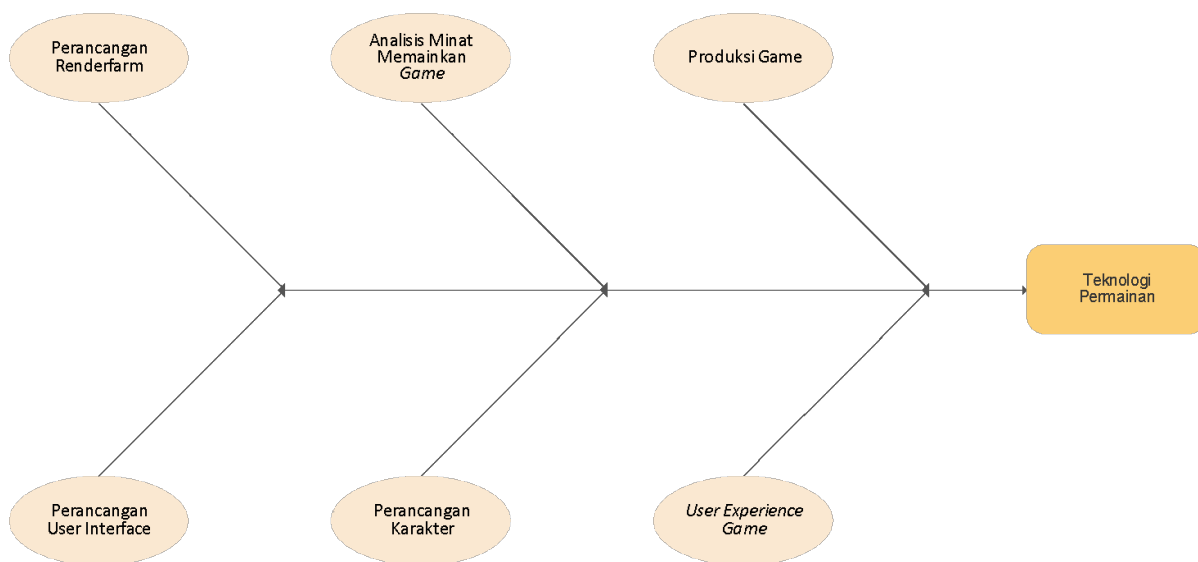 Perancangan
Renderfarm
Analisis Minat
Memainkan
Game
Produksi Game
Teknologi
Permainan
Perancangan
User Interface
Perancangan
Karakter
User Experience
Game